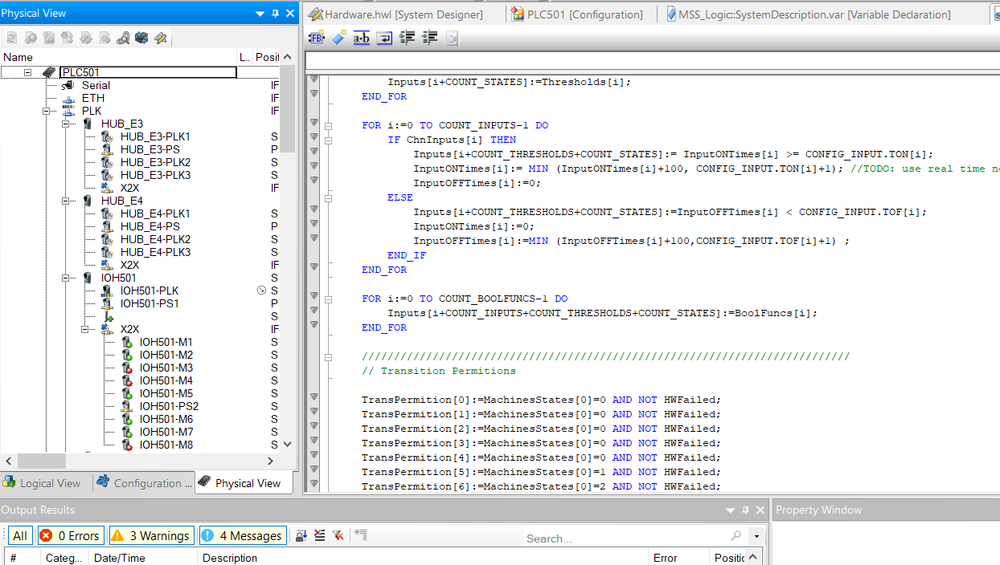 Physical View
Name L.. Posit
PLC501
Serial IF
ETH IF
PLK IF
HUB_E3
HUB_E3-PLK1 S
HUB_E3-PS P
HUB_E3-PLK2 S
HUB_E3-PLK3 S
X2X IF
HUB_E4
HUB_E4-PLK1 S
HUB_E4-PS P
HUB_E4-PLK2 S
HUB_E4-PLK3 S
X2X IF
IOH501 S
IOH501-PLK S
IOH501-PS1 P
S
X2X IF
IOH501-M1 S
IOH501-M2 S
IOH501-M3 S
IOH501-M4 S
IOH501-M5 S
IOH501-PS2 S
IOH501-M6 S
IOH501-M7 S
IOH501-M8 S
Logical View Configuration ... Physical View
Hardware.hwl [System Designer] PLC501 [Configuration] MSS_Logic::SystemDescription.var [Variable Declaration]
FB a·b
Inputs[i+COUNT_STATES]:=Thresholds[i];
END_FOR
FOR i:=0 TO COUNT_INPUTS-1 DO
IF ChnInputs[i] THEN
Inputs[i+COUNT_THRESHOLDS+COUNT_STATES]:= InputONTimes[i] >= CONFIG_INPUT.TON[i];
InputONTimes[i]:= MIN (InputONTimes[i]+100, CONFIG_INPUT.TON[i]+1); //TODO: use real time n
InputOFFTimes[i]:=0;
ELSE
Inputs[i+COUNT_THRESHOLDS+COUNT_STATES]:=InputOFFTimes[i] < CONFIG_INPUT.TOF[i];
InputONTimes[i]:=0;
InputOFFTimes[i]:=MIN (InputOFFTimes[i]+100,CONFIG_INPUT.TOF[i]+1) ;
END_IF
END_FOR
FOR i:=0 TO COUNT_BOOLFUNCS-1 DO
Inputs[i+COUNT_INPUTS+COUNT_THRESHOLDS+COUNT_STATES]:=BoolFuncs[i];
END_FOR
////////////////////////////////////////////////////////////////////////////
// Transition Permitions
TransPermition[0]:=MachinesStates[0]=0 AND NOT HWFailed;
TransPermition[1]:=MachinesStates[0]=0 AND NOT HWFailed;
TransPermition[2]:=MachinesStates[0]=0 AND NOT HWFailed;
TransPermition[3]:=MachinesStates[0]=0 AND NOT HWFailed;
TransPermition[4]:=MachinesStates[0]=0 AND NOT HWFailed;
TransPermition[5]:=MachinesStates[0]=1 AND NOT HWFailed;
TransPermition[6]:=MachinesStates[0]=2 AND NOT HWFailed;
Output Results
All 0 Errors 3 Warnings 4 Messages Search...
# Categ... Date/Time Description Error Positic
Property Window